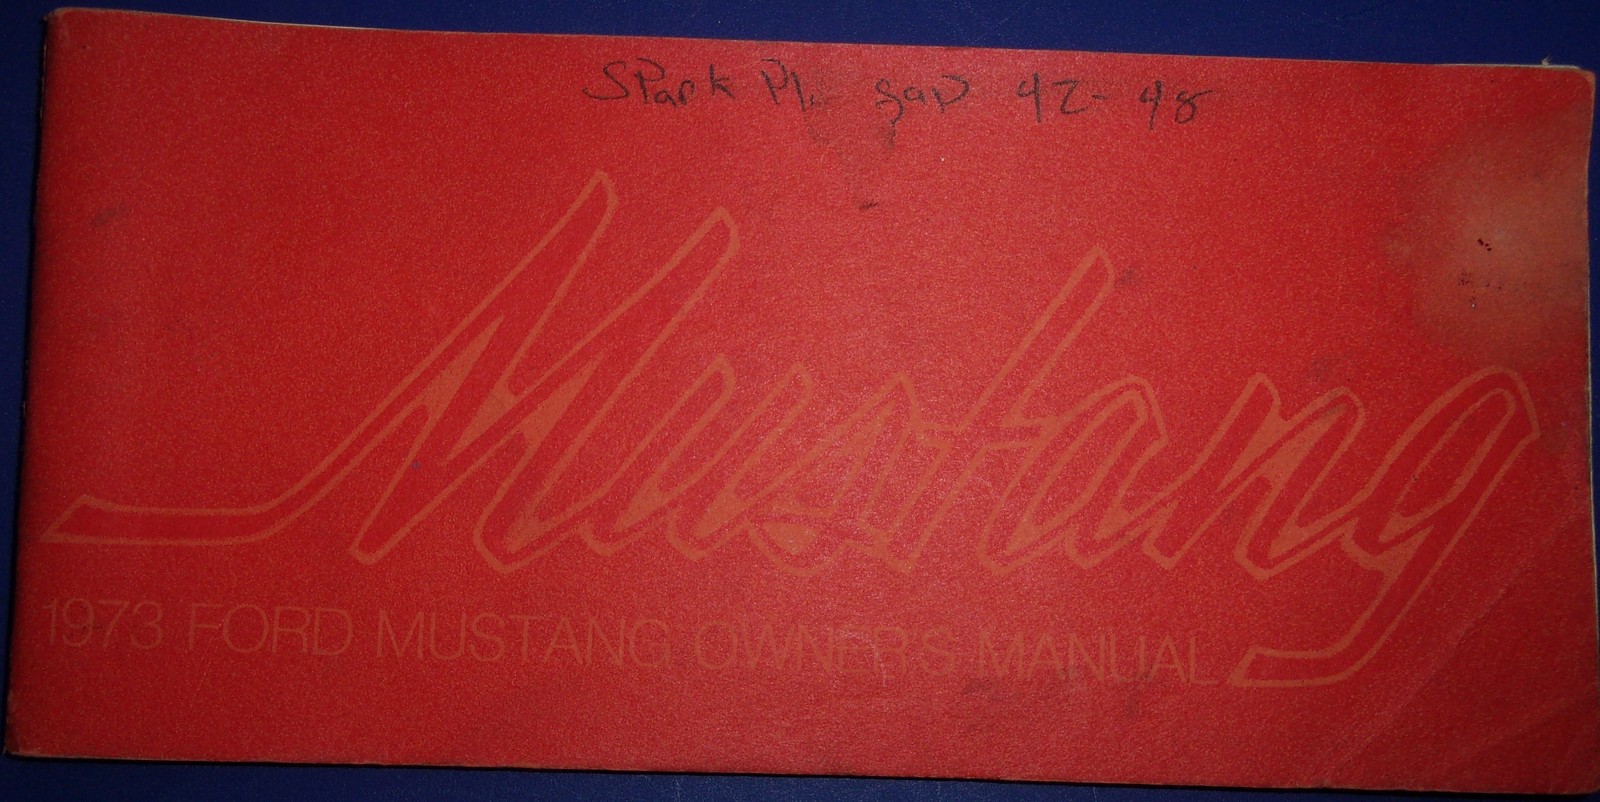 SPark Pl. gaP 42-48
Mustang
1973 FORD MUSTANG OWNER'S MANUAL